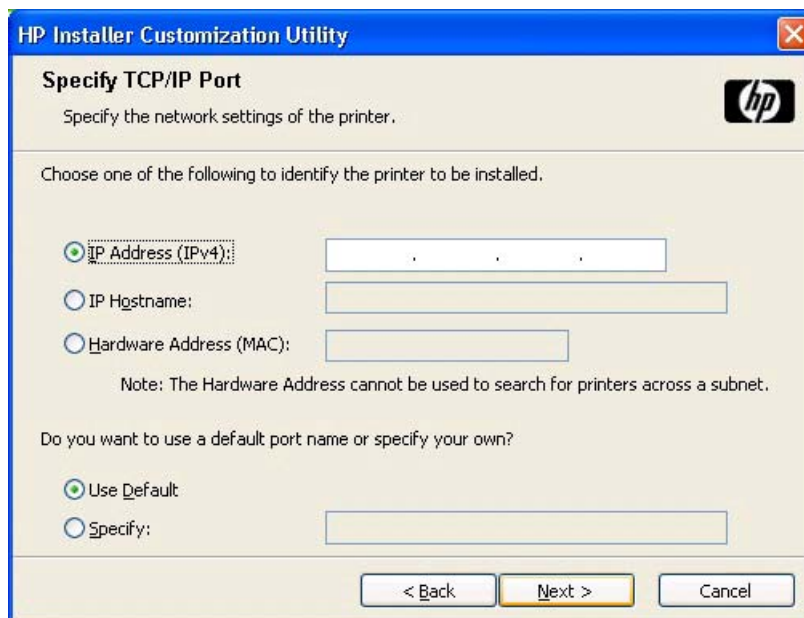 HP Installer Customization Utility
Specify TCP/IP Port
Specify the network settings of the printer.
hp
Choose one of the following to identify the printer to be installed.
IP Address (IPv4):
. . .
IP Hostname:
Hardware Address (MAC):
Note: The Hardware Address cannot be used to search for printers across a subnet.
Do you want to use a default port name or specify your own?
Use Default
Specify:
< Back Next > Cancel